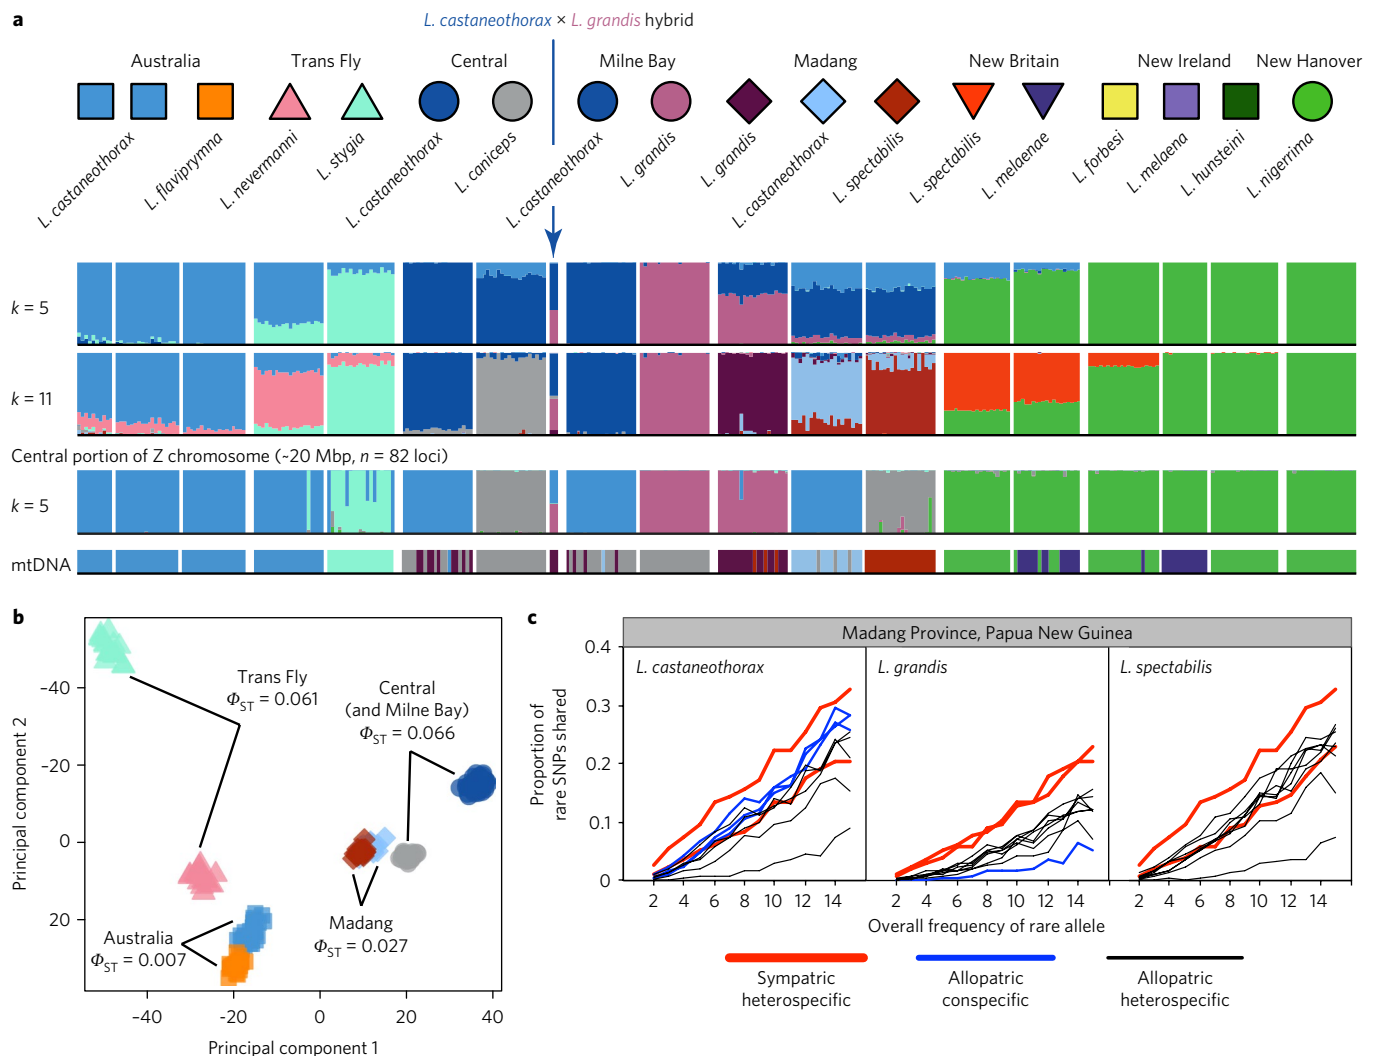 a
L. castaneothorax × L. grandis hybrid
Australia Trans Fly Central Milne Bay Madang New Britain New Ireland New Hanover
L. castaneothorax L. flaviprymna L. nevermanni L. stygia L. castaneothorax L. caniceps L. castaneothorax L. grandis L. grandis L. castaneothorax L. spectabilis L. spectabilis L. melaenae L. forbesi L. melaena L. hunsteini L. nigerrima
k = 5
k = 11
Central portion of Z chromosome (~20 Mbp, n = 82 loci)
k = 5
mtDNA
b
Principal component 2
−40
-20
0
20
Trans Fly
ΦST = 0.061
Central
(and Milne Bay)
ΦST = 0.066
Madang
ΦST = 0.027
Australia
ΦST = 0.007
−40 -20 0 20 40
Principal component 1
c
Madang Province, Papua New Guinea
L. castaneothorax L. grandis L. spectabilis
Proportion of
rare SNPs shared
0.4
0.3
0.2
0.1
0
2 4 6 8 10 12 14 2 4 6 8 10 12 14 2 4 6 8 10 12 14
Overall frequency of rare allele
Sympatric
heterospecific
Allopatric
conspecific
Allopatric
heterospecific